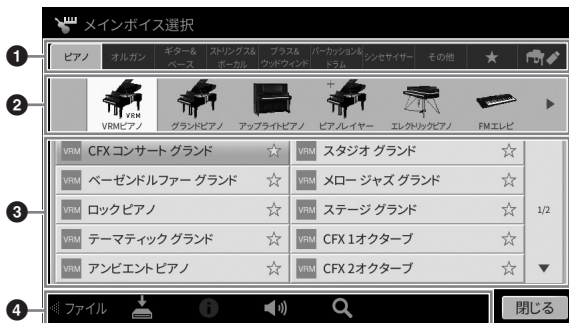 メインボイス選択
❶ ピアノ オルガン ギター&ベース ストリングス&ボーカル ブラス&ウッドウィンド パーカッション&ドラム シンセサイザー その他
❷ VRMピアノ グランドピアノ アップライトピアノ ピアノレイヤー エレクトリックピアノ FMエレピ
VRM
❸ VRM CFX コンサート グランド VRM スタジオ グランド
VRM ベーゼンドルファー グランド VRM メロー ジャズ グランド
VRM ロックピアノ VRM ステージ グランド 1/2
VRM テーマティック グランド VRM CFX 1オクターブ
VRM アンビエントピアノ VRM CFX 2オクターブ
❹ ファイル 閉じる